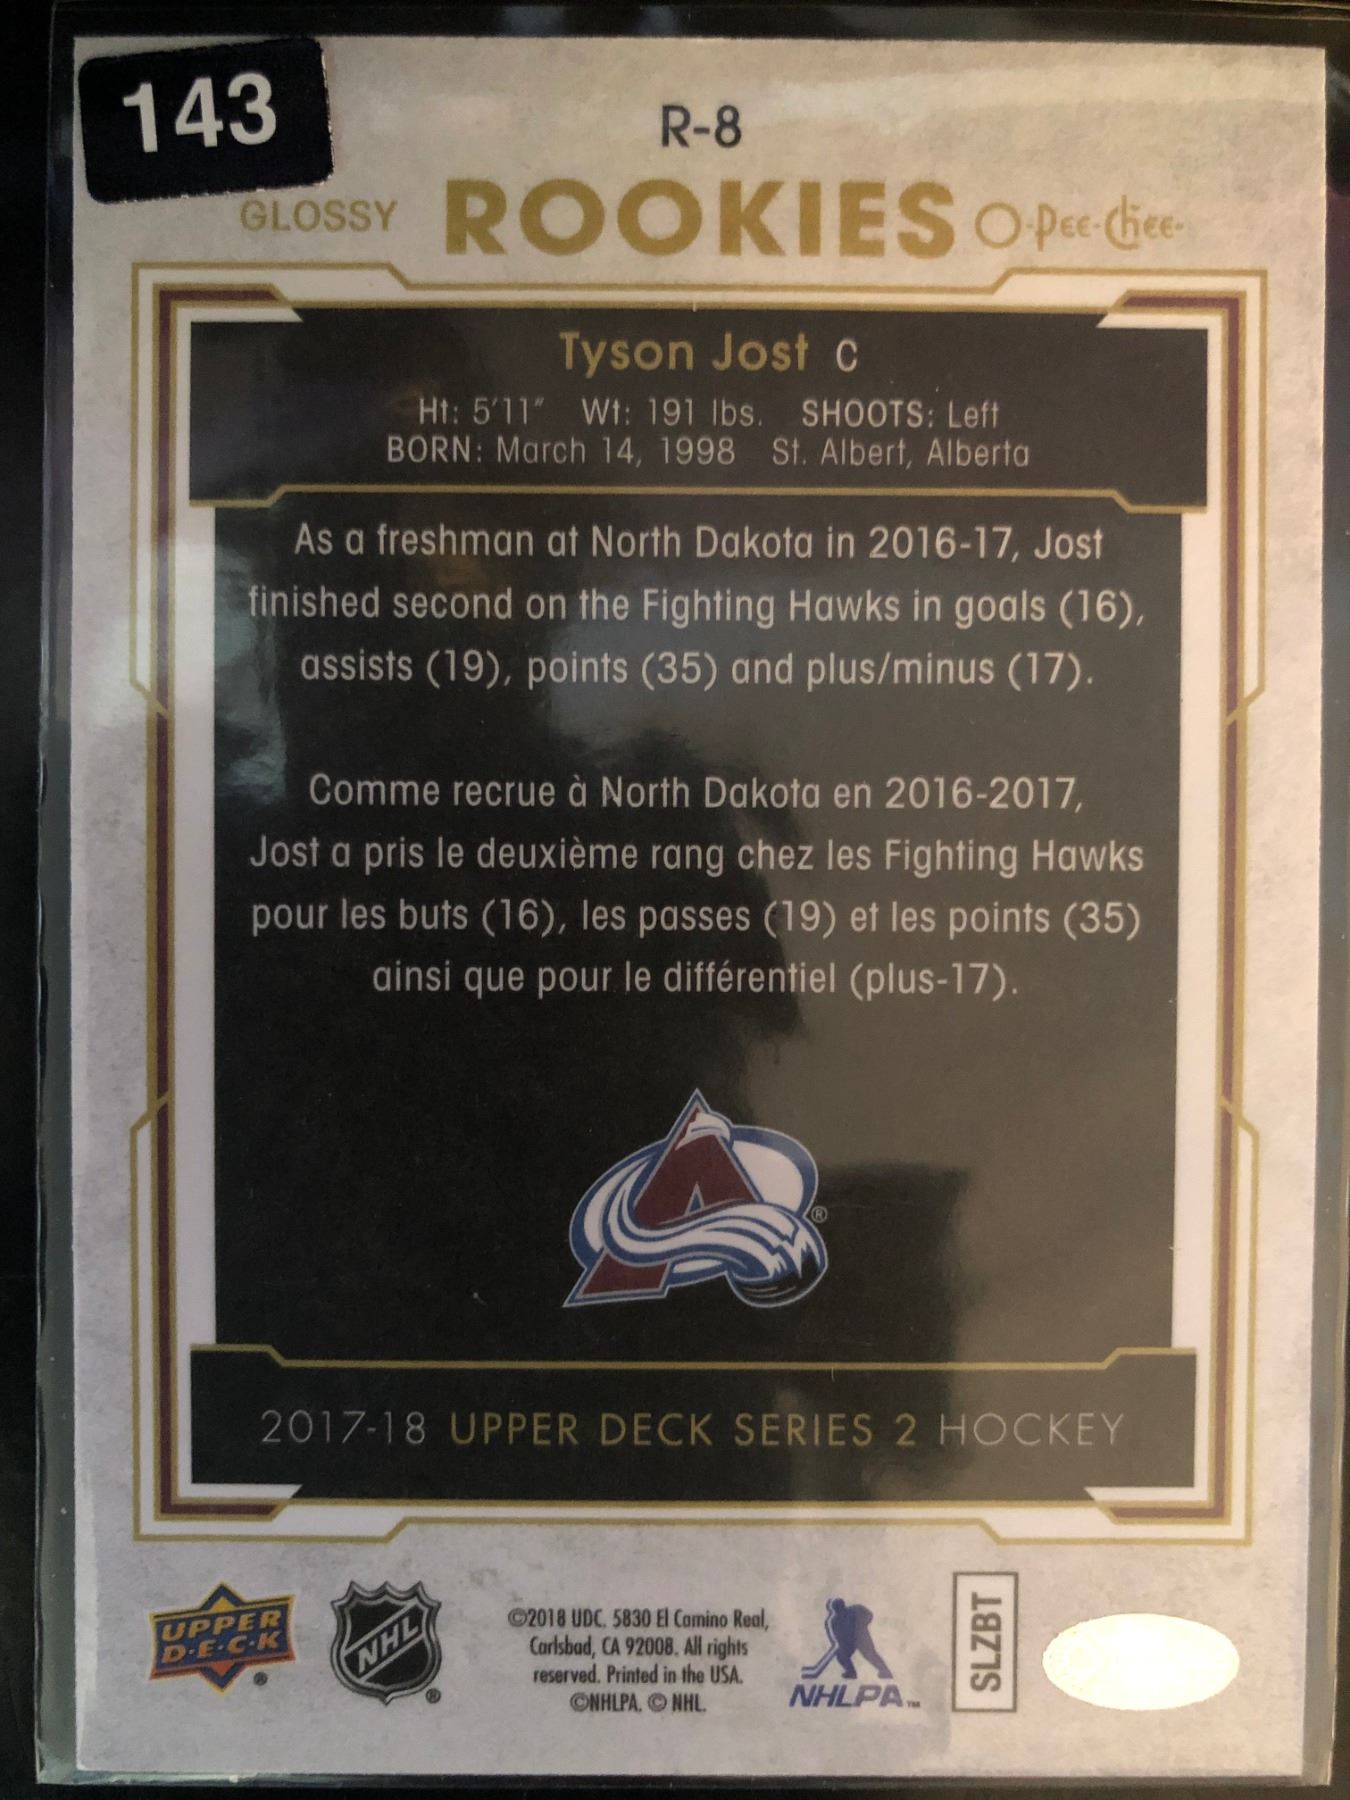 143
R-8
GLOSSY ROOKIES O-Pee-Chee-
Tyson Jost C
Ht: 5'11" Wt: 191 lbs. SHOOTS: Left
BORN: March 14, 1998 St. Albert, Alberta
As a freshman at North Dakota in 2016-17, Jost
finished second on the Fighting Hawks in goals (16),
assists (19), points (35) and plus/minus (17).
Comme recrue à North Dakota en 2016-2017,
Jost a pris le deuxième rang chez les Fighting Hawks
pour les buts (16), les passes (19) et les points (35)
ainsi que pour le différentiel (plus-17).
®
2017-18 UPPER DECK SERIES 2 HOCKEY
UPPER
D·E·C·K
®
NHL
®
©2018 UDC. 5830 El Camino Real,
Carlsbad, CA 92008. All rights
reserved. Printed in the USA.
©NHLPA. © NHL.
NHLPA™
SLZBT